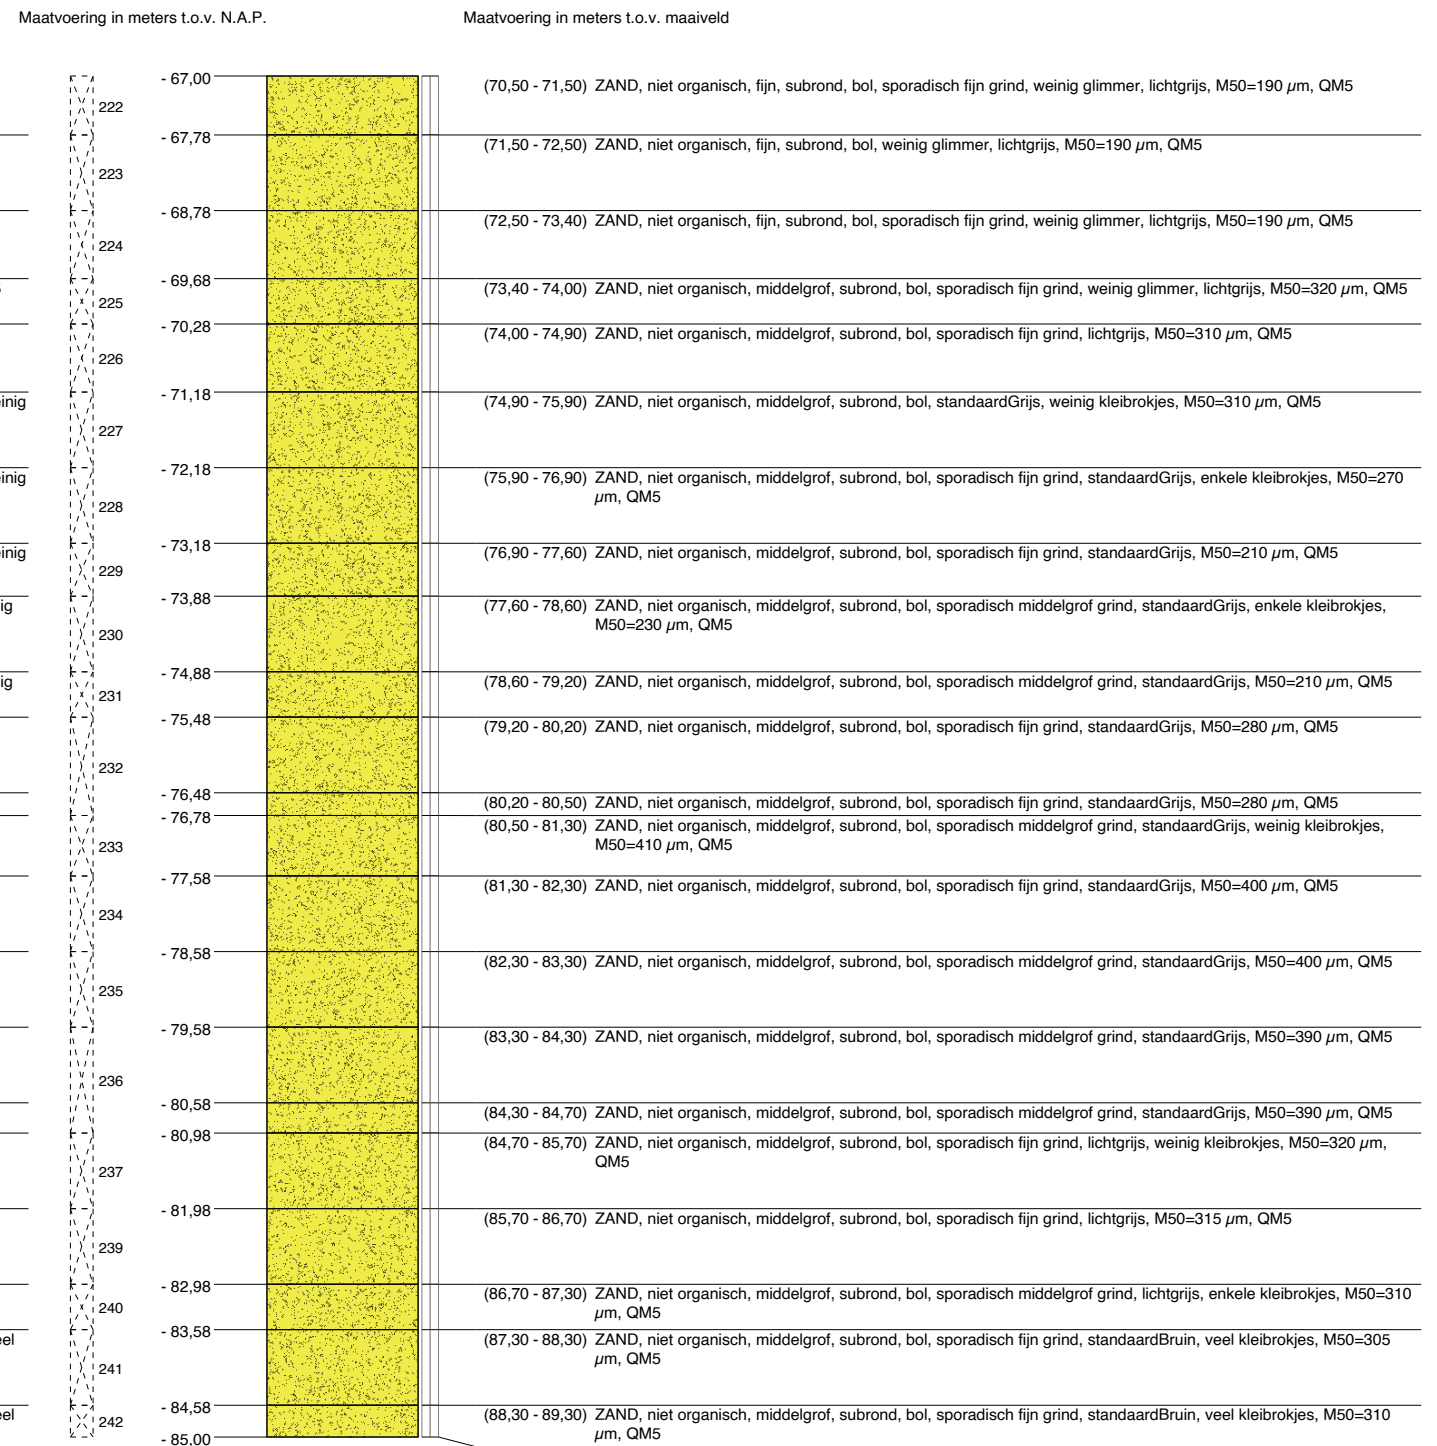 Maatvoering in meters t.o.v. N.A.P.
Maatvoering in meters t.o.v. maaiveld
- 67,00
(70,50 - 71,50) ZAND, niet organisch, fijn, subrond, bol, sporadisch fijn grind, weinig glimmer, lichtgrijs, M50=190 µm, QM5
222
- 67,78
(71,50 - 72,50) ZAND, niet organisch, fijn, subrond, bol, weinig glimmer, lichtgrijs, M50=190 µm, QM5
223
- 68,78
(72,50 - 73,40) ZAND, niet organisch, fijn, subrond, bol, sporadisch fijn grind, weinig glimmer, lichtgrijs, M50=190 µm, QM5
224
- 69,68
(73,40 - 74,00) ZAND, niet organisch, middelgrof, subrond, bol, sporadisch fijn grind, weinig glimmer, lichtgrijs, M50=320 µm, QM5
225
- 70,28
(74,00 - 74,90) ZAND, niet organisch, middelgrof, subrond, bol, sporadisch fijn grind, lichtgrijs, M50=310 µm, QM5
226
- 71,18
einig
(74,90 - 75,90) ZAND, niet organisch, middelgrof, subrond, bol, standaardGrijs, weinig kleibrokjes, M50=310 µm, QM5
227
- 72,18
einig
(75,90 - 76,90) ZAND, niet organisch, middelgrof, subrond, bol, sporadisch fijn grind, standaardGrijs, enkele kleibrokjes, M50=270
µm, QM5
228
- 73,18
einig
(76,90 - 77,60) ZAND, niet organisch, middelgrof, subrond, bol, sporadisch fijn grind, standaardGrijs, M50=210 µm, QM5
229
- 73,88
ig
(77,60 - 78,60) ZAND, niet organisch, middelgrof, subrond, bol, sporadisch middelgrof grind, standaardGrijs, enkele kleibrokjes,
M50=230 µm, QM5
230
- 74,88
ig
(78,60 - 79,20) ZAND, niet organisch, middelgrof, subrond, bol, sporadisch middelgrof grind, standaardGrijs, M50=210 µm, QM5
231
- 75,48
(79,20 - 80,20) ZAND, niet organisch, middelgrof, subrond, bol, sporadisch fijn grind, standaardGrijs, M50=280 µm, QM5
232
- 76,48
(80,20 - 80,50) ZAND, niet organisch, middelgrof, subrond, bol, sporadisch fijn grind, standaardGrijs, M50=280 µm, QM5
- 76,78
(80,50 - 81,30) ZAND, niet organisch, middelgrof, subrond, bol, sporadisch middelgrof grind, standaardGrijs, weinig kleibrokjes,
M50=410 µm, QM5
233
- 77,58
(81,30 - 82,30) ZAND, niet organisch, middelgrof, subrond, bol, sporadisch fijn grind, standaardGrijs, M50=400 µm, QM5
234
- 78,58
(82,30 - 83,30) ZAND, niet organisch, middelgrof, subrond, bol, sporadisch middelgrof grind, standaardGrijs, M50=400 µm, QM5
235
- 79,58
(83,30 - 84,30) ZAND, niet organisch, middelgrof, subrond, bol, sporadisch middelgrof grind, standaardGrijs, M50=390 µm, QM5
236
- 80,58
(84,30 - 84,70) ZAND, niet organisch, middelgrof, subrond, bol, sporadisch middelgrof grind, standaardGrijs, M50=390 µm, QM5
- 80,98
(84,70 - 85,70) ZAND, niet organisch, middelgrof, subrond, bol, sporadisch fijn grind, lichtgrijs, weinig kleibrokjes, M50=320 µm,
QM5
237
- 81,98
(85,70 - 86,70) ZAND, niet organisch, middelgrof, subrond, bol, sporadisch fijn grind, lichtgrijs, M50=315 µm, QM5
239
- 82,98
(86,70 - 87,30) ZAND, niet organisch, middelgrof, subrond, bol, sporadisch middelgrof grind, lichtgrijs, enkele kleibrokjes, M50=310
µm, QM5
240
- 83,58
eel
(87,30 - 88,30) ZAND, niet organisch, middelgrof, subrond, bol, sporadisch fijn grind, standaardBruin, veel kleibrokjes, M50=305
µm, QM5
241
- 84,58
eel
(88,30 - 89,30) ZAND, niet organisch, middelgrof, subrond, bol, sporadisch fijn grind, standaardBruin, veel kleibrokjes, M50=310
µm, QM5
242
- 85,00